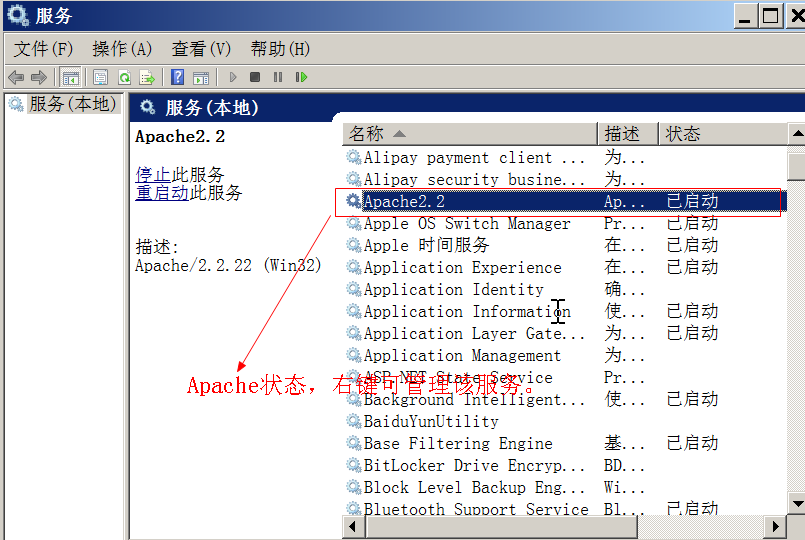 服务
文件(F) 操作(A) 查看(V) 帮助(H)
服务(本地)
服务(本地)
Apache2.2
停止此服务
重启动此服务
描述:
Apache/2.2.22 (Win32)
名称 描述 状态
Alipay payment client ... 为...
Alipay security busine... 为...
Apache2.2 Ap... 已启动
Apple OS Switch Manager Pr... 已启动
Apple 时间服务 在... 已启动
Application Experience 在... 已启动
Application Identity 确...
Application Information 使... 已启动
Application Layer Gate... 为... 已启动
Application Management 为...
ASP.NET State Service Pr...
Background Intelligent... 使... 已启动
BaiduYunUtility
Base Filtering Engine 基... 已启动
BitLocker Drive Encryp... BD...
Block Level Backup Eng... Wi...
Bluetooth Support Service Bl... 已启动
Apache状态，右键可管理该服务。